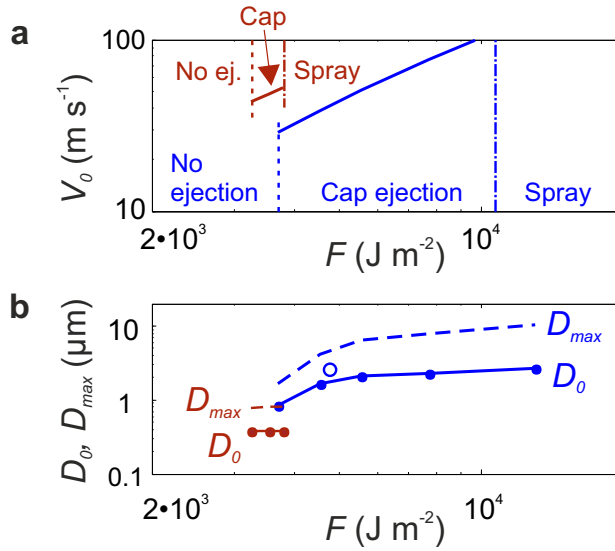 a
Cap
No ej.
Spray
100
10
V₀ (m s⁻¹)
No
ejection
Cap ejection
Spray
2•10³
10⁴
F (J m⁻²)
b
10
1
0.1
D₀, Dₘₐₓ (µm)
Dₘₐₓ
D₀
Dₘₐₓ
D₀
2•10³
10⁴
F (J m⁻²)